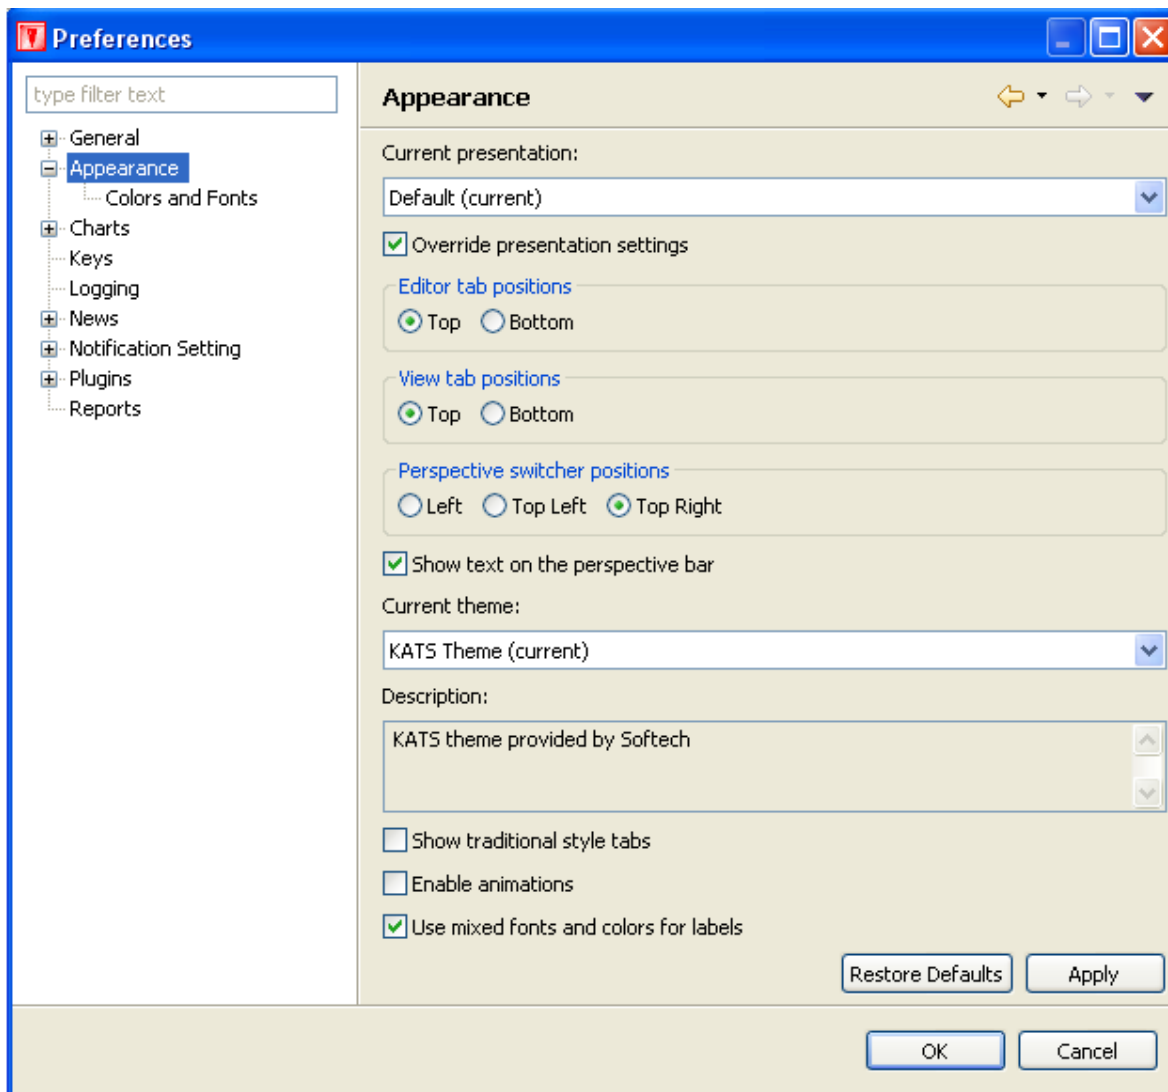 Preferences
type filter text
General
Appearance
Colors and Fonts
Charts
Keys
Logging
News
Notification Setting
Plugins
Reports
Appearance
Current presentation:
Default (current)
Override presentation settings
Editor tab positions
Top Bottom
View tab positions
Top Bottom
Perspective switcher positions
Left Top Left Top Right
Show text on the perspective bar
Current theme:
KATS Theme (current)
Description:
KATS theme provided by Softech
Show traditional style tabs
Enable animations
Use mixed fonts and colors for labels
Restore Defaults Apply
OK Cancel